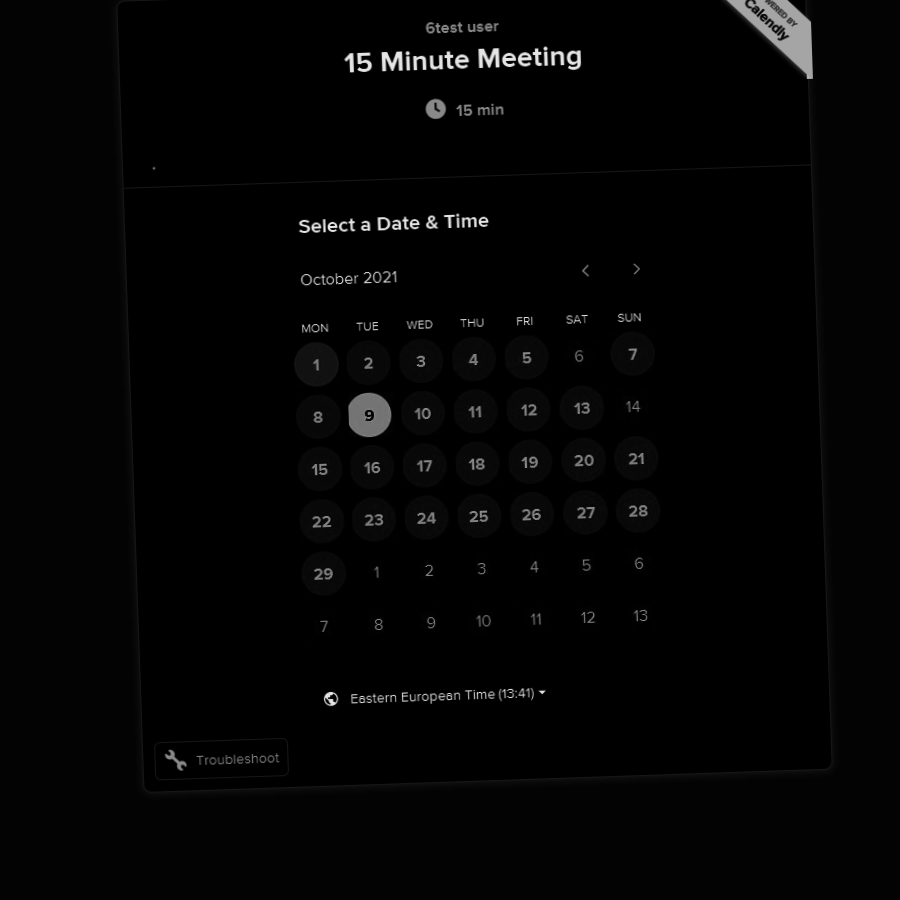 6test user
POWERED BY
Calendly
15 Minute Meeting
15 min
Select a Date & Time
October 2021
MON TUE WED THU FRI SAT SUN
1 2 3 4 5 6 7
8 9 10 11 12 13 14
15 16 17 18 19 20 21
22 23 24 25 26 27 28
29 1 2 3 4 5 6
7 8 9 10 11 12 13
Eastern European Time (13:41)
Troubleshoot